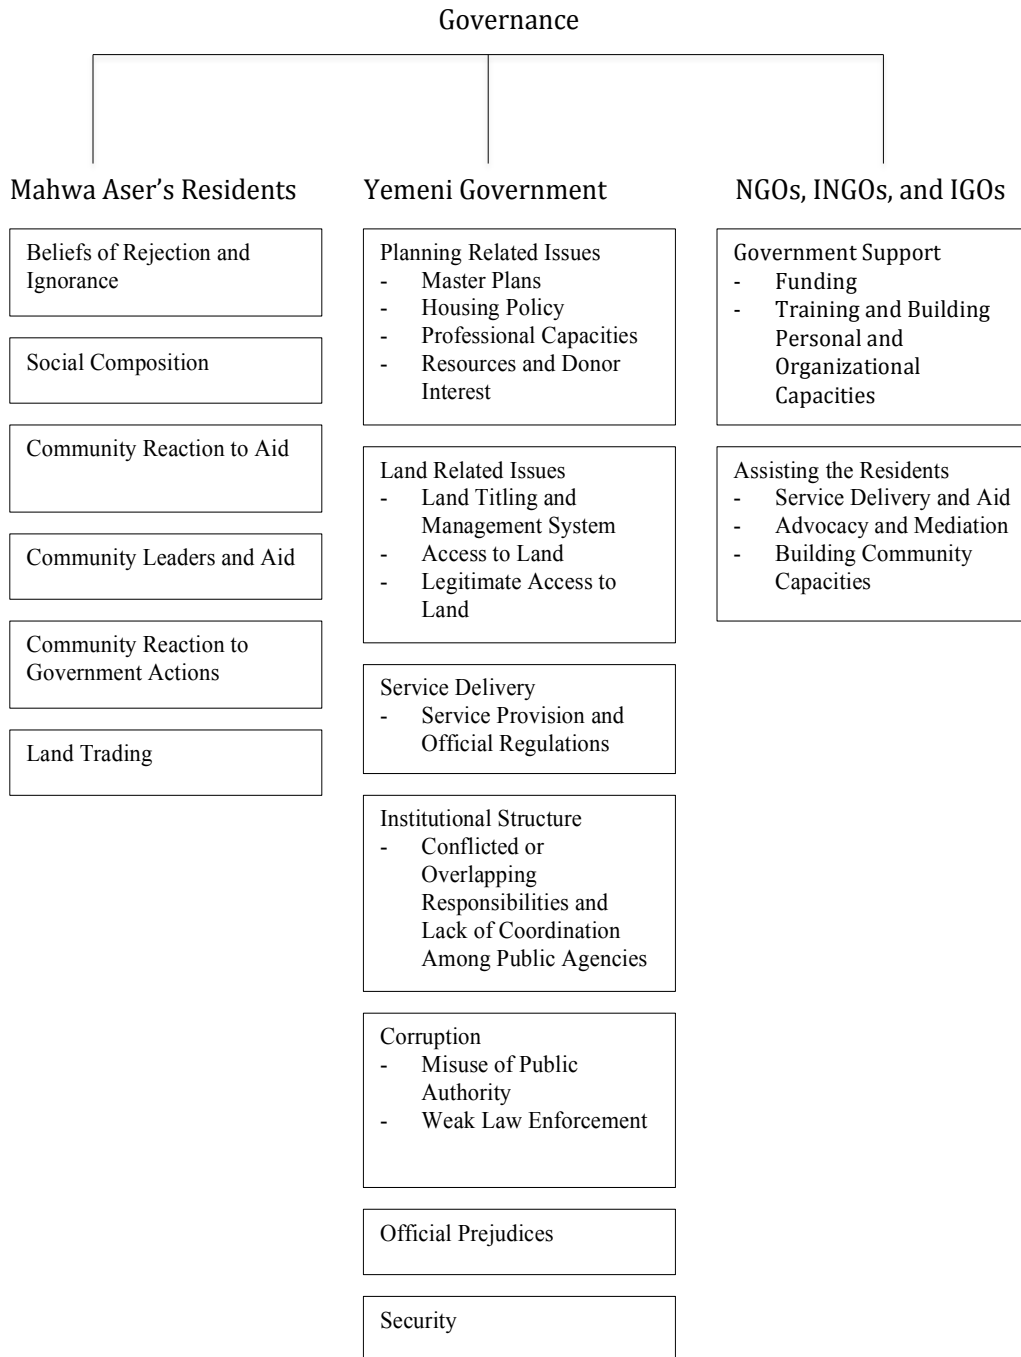 Governance
Mahwa Aser's Residents
Beliefs of Rejection and
Ignorance
Social Composition
Community Reaction to Aid
Community Leaders and Aid
Community Reaction to
Government Actions
Land Trading
Yemeni Government
Planning Related Issues
- Master Plans
- Housing Policy
- Professional Capacities
- Resources and Donor
Interest
Land Related Issues
- Land Titling and
Management System
- Access to Land
- Legitimate Access to
Land
Service Delivery
- Service Provision and
Official Regulations
Institutional Structure
- Conflicted or
Overlapping
Responsibilities and
Lack of Coordination
Among Public Agencies
Corruption
- Misuse of Public
Authority
- Weak Law Enforcement
Official Prejudices
Security
NGOs, INGOs, and IGOs
Government Support
- Funding
- Training and Building
Personal and
Organizational
Capacities
Assisting the Residents
- Service Delivery and Aid
- Advocacy and Mediation
- Building Community
Capacities